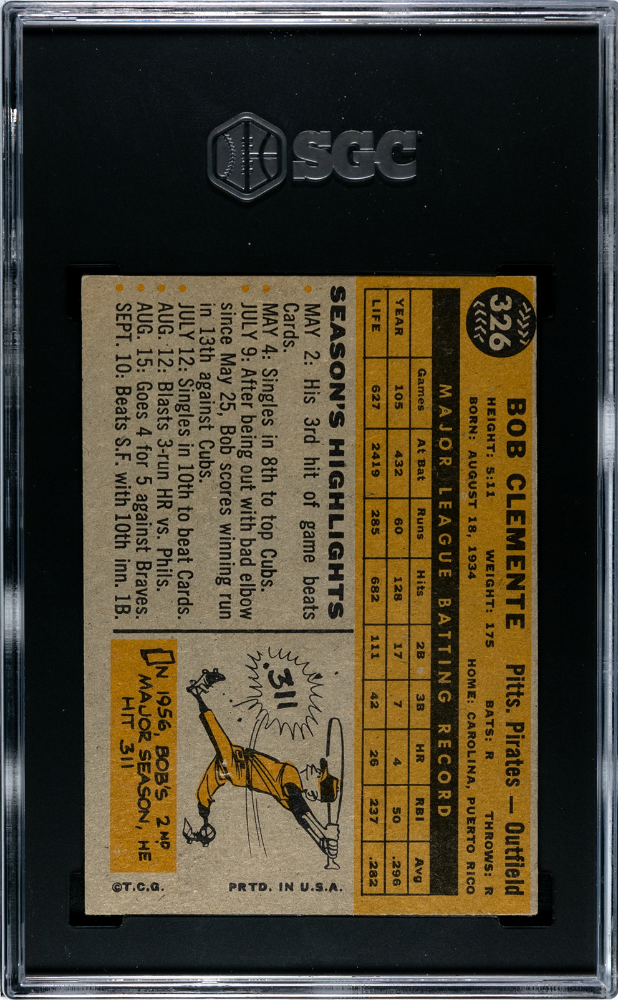 SGC
326
BOB CLEMENTE Pitts. Pirates — Outfield
HEIGHT: 5:11 WEIGHT: 175 BATS: R THROWS: R
BORN: AUGUST 18, 1934 HOME: CAROLINA, PUERTO RICO
MAJOR LEAGUE BATTING RECORD
Games At Bat Runs Hits 2B 3B HR RBI Avg
YEAR 105 432 60 128 17 7 4 50 .296
LIFE 627 2419 285 682 111 42 26 237 .282
SEASON'S HIGHLIGHTS
• MAY 2: His 3rd hit of game beats
Cards.
• MAY 4: Singles in 8th to top Cubs.
• JULY 9: After being out with bad elbow
since May 25, Bob scores winning run
in 13th against Cubs.
• JULY 12: Singles in 10th to beat Cards.
• AUG. 12: Blasts 3-run HR vs. Phils.
• AUG. 15: Goes 4 for 5 against Braves.
• SEPT. 10: Beats S.F. with 10th inn. 1B.
.311
IN 1956, BOB'S 2ND
MAJOR SEASON, HE
HIT 311
©T.C.G. PRTD. IN U.S.A.